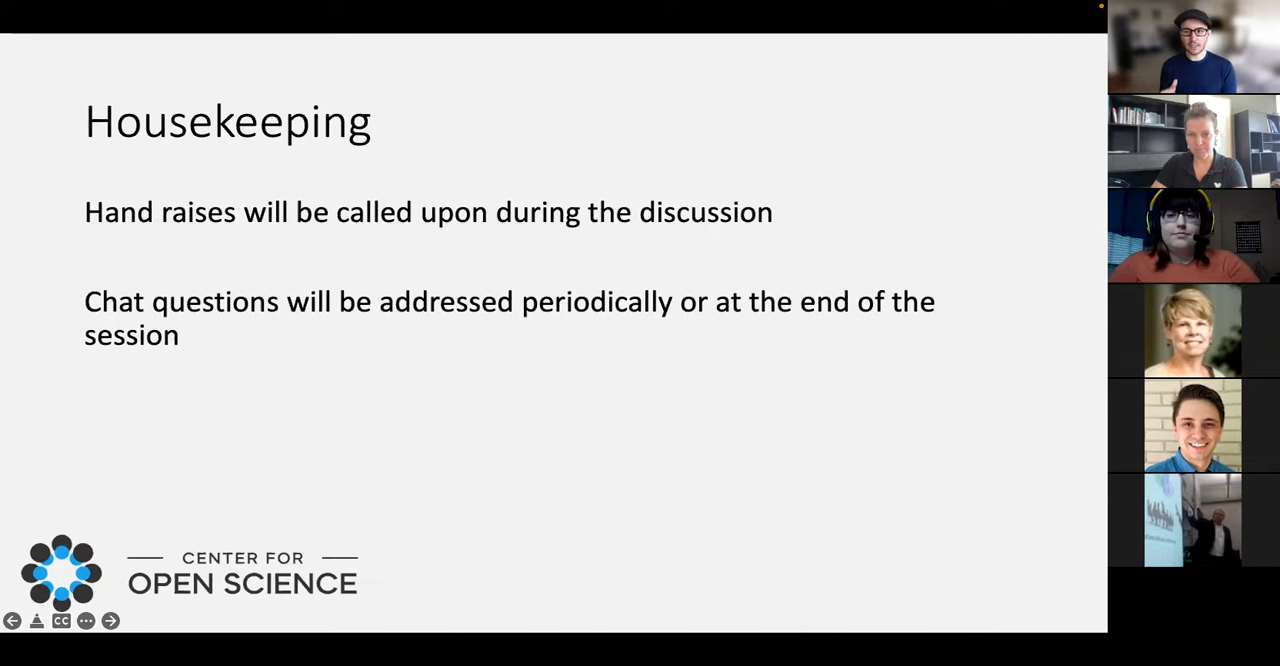 Housekeeping
Hand raises will be called upon during the discussion
Chat questions will be addressed periodically or at the end of the
session
CENTER FOR
OPEN SCIENCE
CC